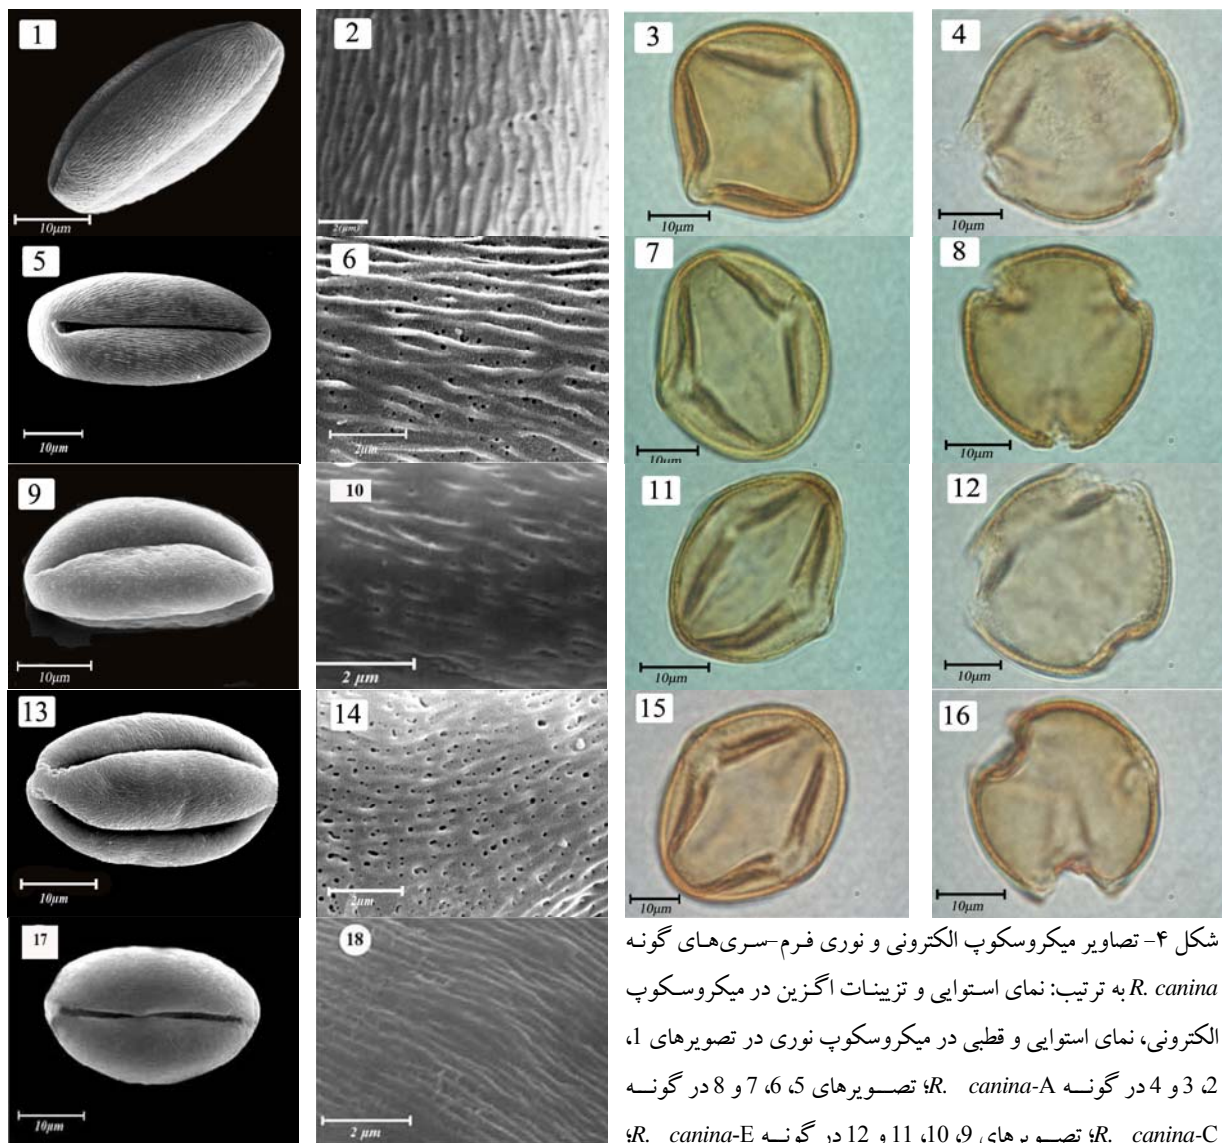 1
2
3
4
10µm
2(µm)
10µm
10µm
5
6
7
8
10µm
2µm
10µm
10µm
9
10
11
12
10µm
2 µm
10µm
10µm
13
14
15
16
10µm
2µm
10µm
10µm
17
18
10µm
2 µm
شکل ۴- تصاویر میکروسکوپ الکترونی و نوری فرم-سری‌های گونه
R. canina به ترتیب: نمای استوایی و تزیینات اگزین در میکروسکوپ
الکترونی، نمای استوایی و قطبی در میکروسکوپ نوری در تصویرهای 1،
2، 3 و 4 در گونه R. canina-A؛ تصویرهای 5، 6، 7 و 8 در گونه
R. canina-C؛ تصویرهای 9، 10، 11 و 12 در گونه R. canina-E؛